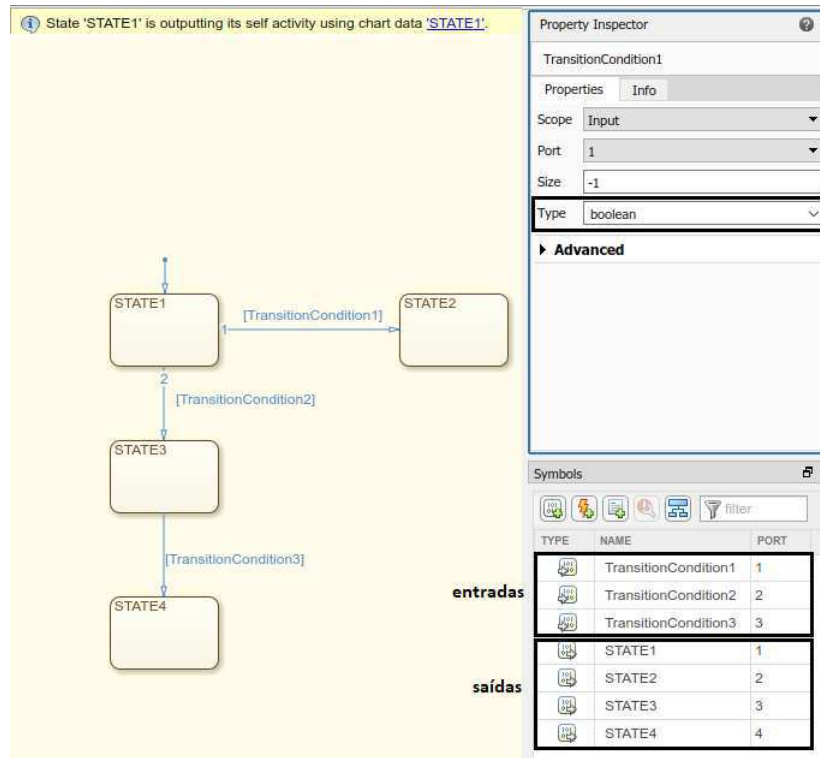 State 'STATE1' is outputting its self activity using chart data 'STATE1'.
STATE1
1
[TransitionCondition1]
STATE2
2
[TransitionCondition2]
STATE3
[TransitionCondition3]
STATE4
entradas
saídas
Property Inspector
TransitionCondition1
Properties Info
Scope Input
Port 1
Size -1
Type boolean
Advanced
Symbols
filter
TYPE NAME PORT
TransitionCondition1 1
TransitionCondition2 2
TransitionCondition3 3
STATE1 1
STATE2 2
STATE3 3
STATE4 4